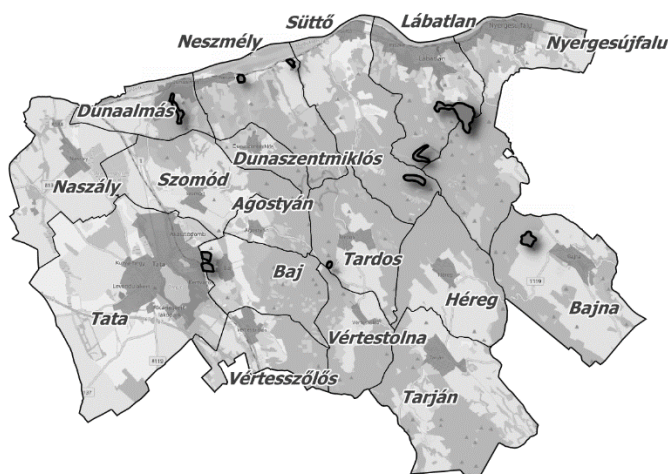 Süttő
Lábatlan
Neszmély
Nyergesújfalu
Dunaalmás
Dunaszentmiklós
Naszály
Szomód
Agostyán
Baj
Tardos
Héreg
Bajna
Tata
Vértestolna
Vértesszőlős
Tarján